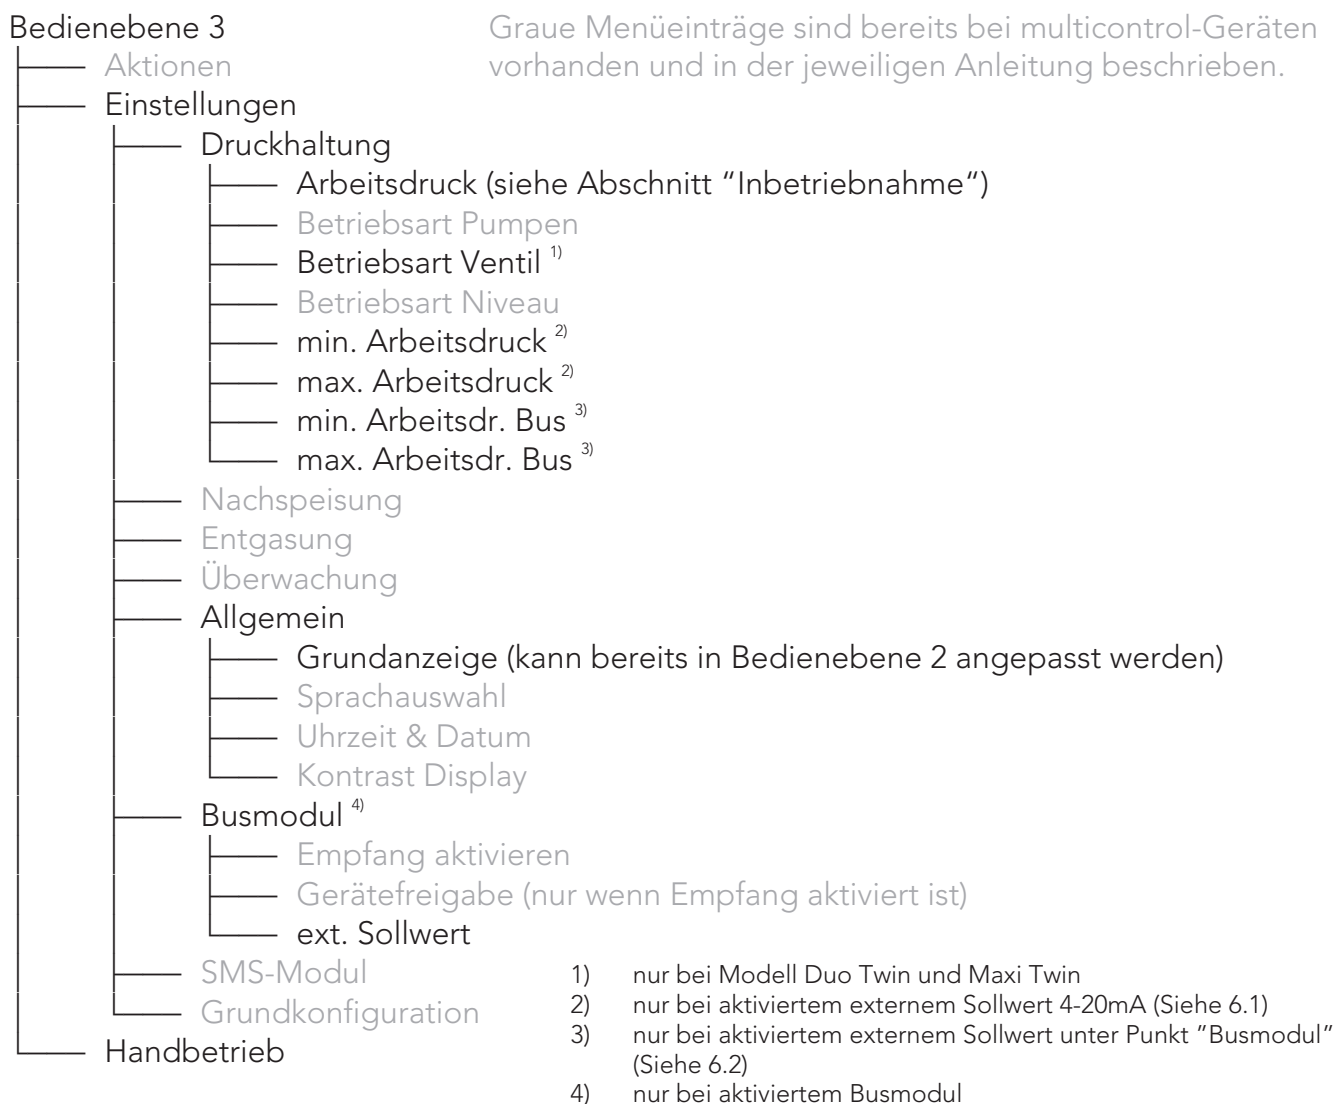 Bedienebene 3
Graue Menüeinträge sind bereits bei multicontrol-Geräten
vorhanden und in der jeweiligen Anleitung beschrieben.
Aktionen
Einstellungen
Druckhaltung
Arbeitsdruck (siehe Abschnitt “Inbetriebnahme“)
Betriebsart Pumpen
Betriebsart Ventil 1)
Betriebsart Niveau
min. Arbeitsdruck 2)
max. Arbeitsdruck 2)
min. Arbeitsdr. Bus 3)
max. Arbeitsdr. Bus 3)
Nachspeisung
Entgasung
Überwachung
Allgemein
Grundanzeige (kann bereits in Bedienebene 2 angepasst werden)
Sprachauswahl
Uhrzeit & Datum
Kontrast Display
Busmodul 4)
Empfang aktivieren
Gerätefreigabe (nur wenn Empfang aktiviert ist)
ext. Sollwert
SMS-Modul
Grundkonfiguration
Handbetrieb
1) nur bei Modell Duo Twin und Maxi Twin
2) nur bei aktiviertem externem Sollwert 4-20mA (Siehe 6.1)
3) nur bei aktiviertem externem Sollwert unter Punkt ”Busmodul”
(Siehe 6.2)
4) nur bei aktiviertem Busmodul